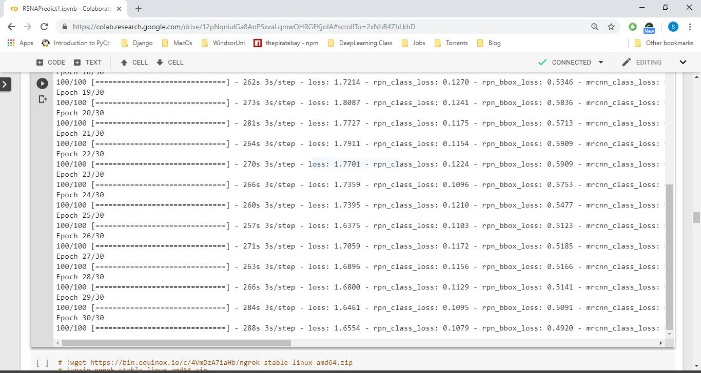 RSNAPredict1.ipynb - Colaborat
https://colab.research.google.com/drive/
Apps Introduction to PyC Django MacOs WindsorUni thepiratebay - npm DeepLearning Class Jobs Torrents Blog Other bookmarks
CODE TEXT CELL CELL CONNECTED EDITING
100/100 [==============================] - 262s 3s/step - loss: 1.7214 - rpn_class_loss: 0.1270 - rpn_bbox_loss: 0.5346 - mrcnn_class_loss:
Epoch 19/30
100/100 [==============================] - 273s 3s/step - loss: 1.8087 - rpn_class_loss: 0.1241 - rpn_bbox_loss: 0.5836 - mrcnn_class_loss:
Epoch 20/30
100/100 [==============================] - 281s 3s/step - loss: 1.7727 - rpn_class_loss: 0.1175 - rpn_bbox_loss: 0.5713 - mrcnn_class_loss:
Epoch 21/30
100/100 [==============================] - 264s 3s/step - loss: 1.7911 - rpn_class_loss: 0.1154 - rpn_bbox_loss: 0.5909 - mrcnn_class_loss:
Epoch 22/30
100/100 [==============================] - 270s 3s/step - loss: 1.7701 - rpn_class_loss: 0.1224 - rpn_bbox_loss: 0.5909 - mrcnn_class_loss:
Epoch 23/30
100/100 [==============================] - 266s 3s/step - loss: 1.7359 - rpn_class_loss: 0.1096 - rpn_bbox_loss: 0.5753 - mrcnn_class_loss:
Epoch 24/30
100/100 [==============================] - 260s 3s/step - loss: 1.7395 - rpn_class_loss: 0.1210 - rpn_bbox_loss: 0.5477 - mrcnn_class_loss:
Epoch 25/30
100/100 [==============================] - 257s 3s/step - loss: 1.6375 - rpn_class_loss: 0.1103 - rpn_bbox_loss: 0.5123 - mrcnn_class_loss:
Epoch 26/30
100/100 [==============================] - 271s 3s/step - loss: 1.7059 - rpn_class_loss: 0.1172 - rpn_bbox_loss: 0.5185 - mrcnn_class_loss:
Epoch 27/30
100/100 [==============================] - 263s 3s/step - loss: 1.6896 - rpn_class_loss: 0.1156 - rpn_bbox_loss: 0.5166 - mrcnn_class_loss:
Epoch 28/30
100/100 [==============================] - 266s 3s/step - loss: 1.6800 - rpn_class_loss: 0.1129 - rpn_bbox_loss: 0.5141 - mrcnn_class_loss:
Epoch 29/30
100/100 [==============================] - 284s 3s/step - loss: 1.6461 - rpn_class_loss: 0.1095 - rpn_bbox_loss: 0.5091 - mrcnn_class_loss:
Epoch 30/30
100/100 [==============================] - 288s 3s/step - loss: 1.6554 - rpn_class_loss: 0.1079 - rpn_bbox_loss: 0.4920 - mrcnn_class_loss:
[ ] # !wget https://bin.equinox.io/c/4VmDzA7iaHb/ngrok-stable-linux-amd64.zip
# !unzip ngrok-stable-linux-amd64.zip